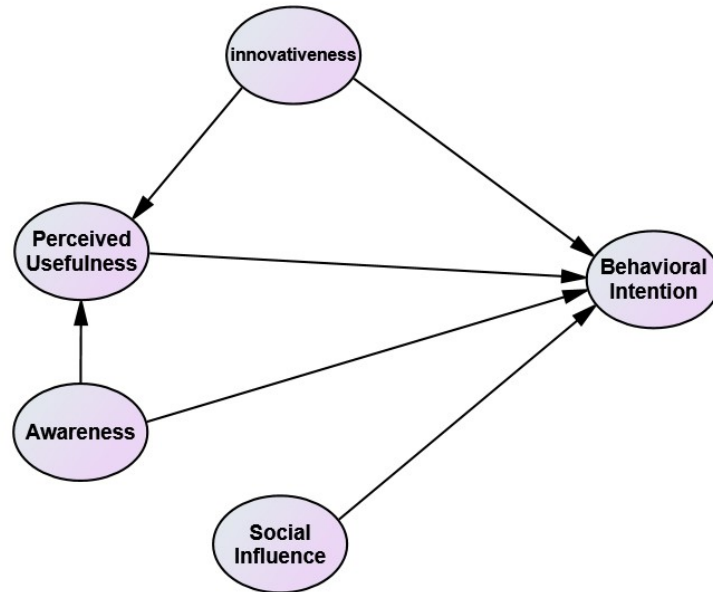 innovativeness
Perceived
Usefulness
Behavioral
Intention
Awareness
Social
Influence